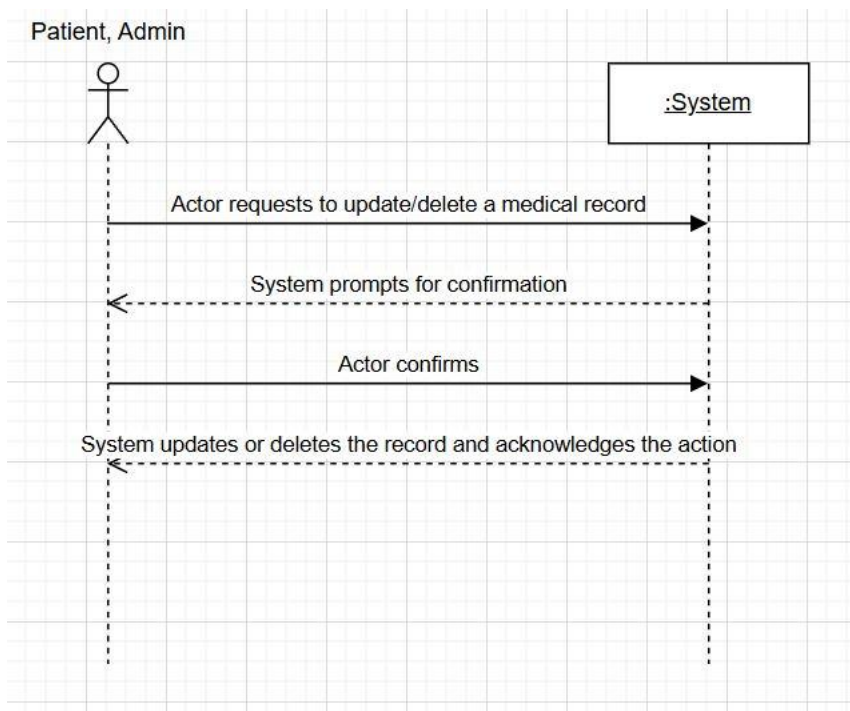 Patient, Admin
:System
Actor requests to update/delete a medical record
System prompts for confirmation
Actor confirms
System updates or deletes the record and acknowledges the action